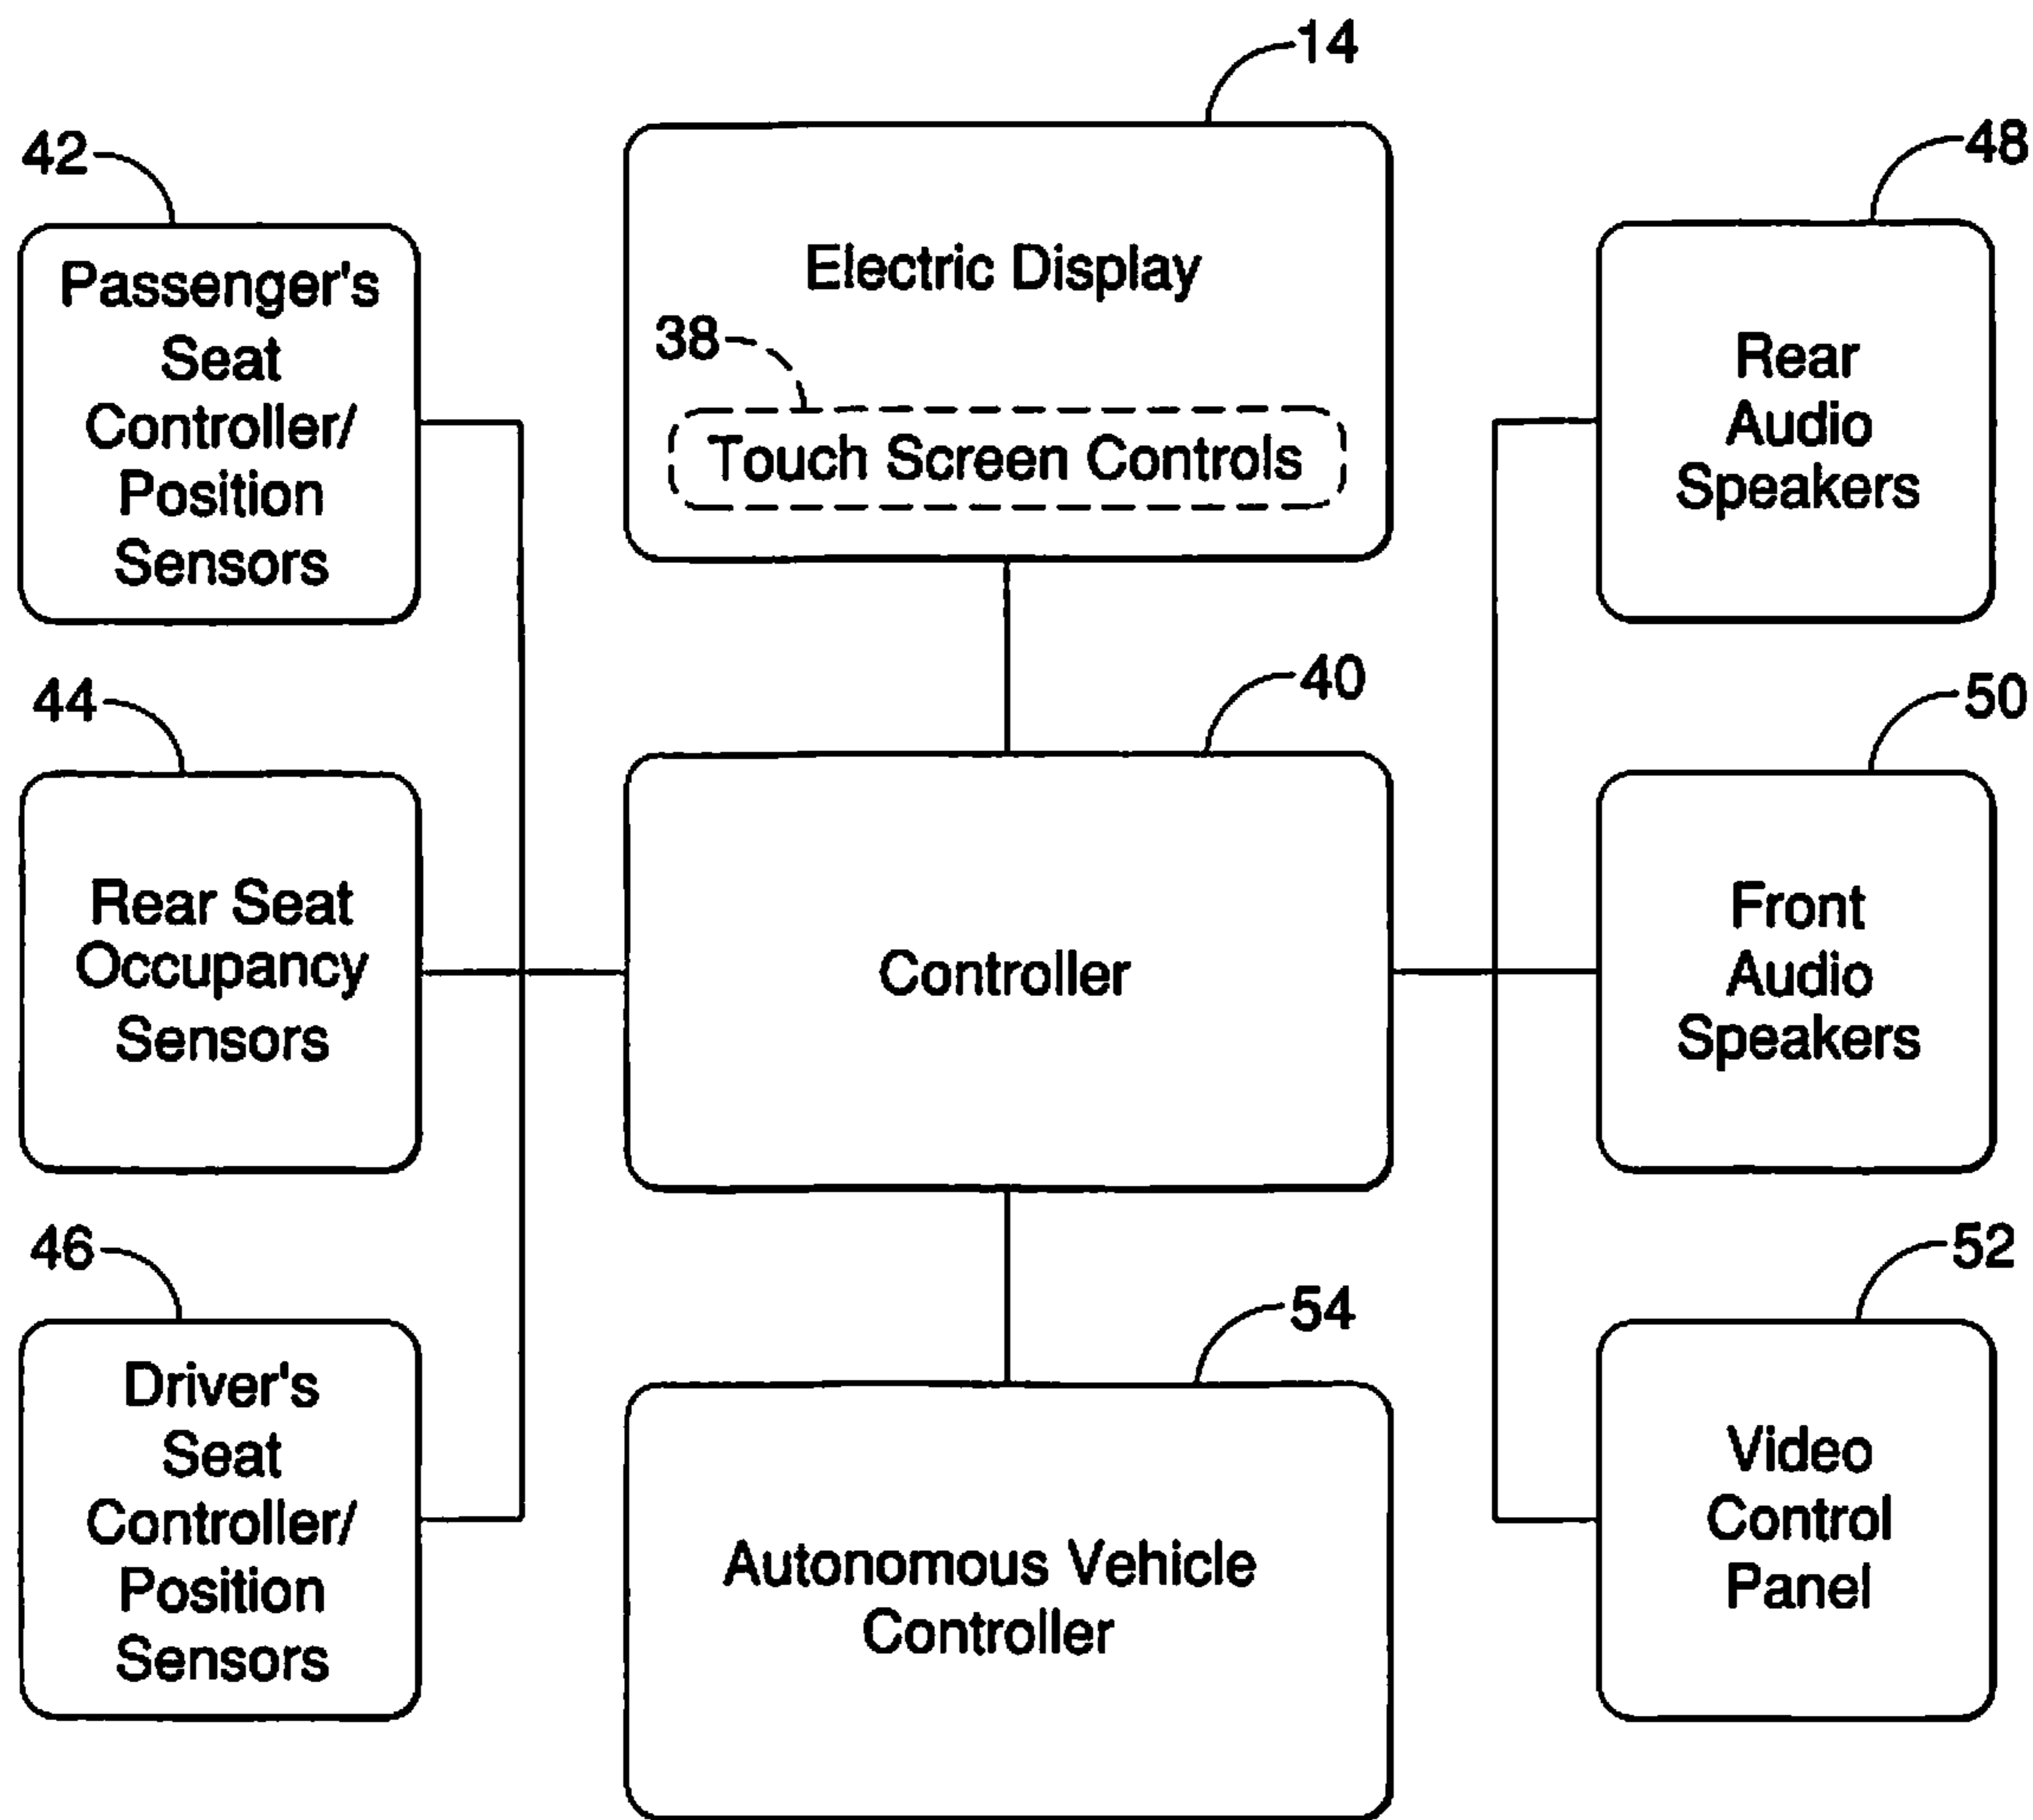 14
42
48
Passenger's
Seat
Controller/
Position
Sensors
Electric Display
38
Touch Screen Controls
Rear
Audio
Speakers
44
40
50
Rear Seat
Occupancy
Sensors
Controller
Front
Audio
Speakers
46
54
52
Driver's
Seat
Controller/
Position
Sensors
Autonomous Vehicle
Controller
Video
Control
Panel